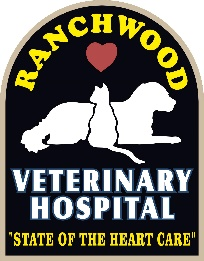 RANCHWOOD
VETERINARY
HOSPITAL
"STATE OF THE HEART CARE"